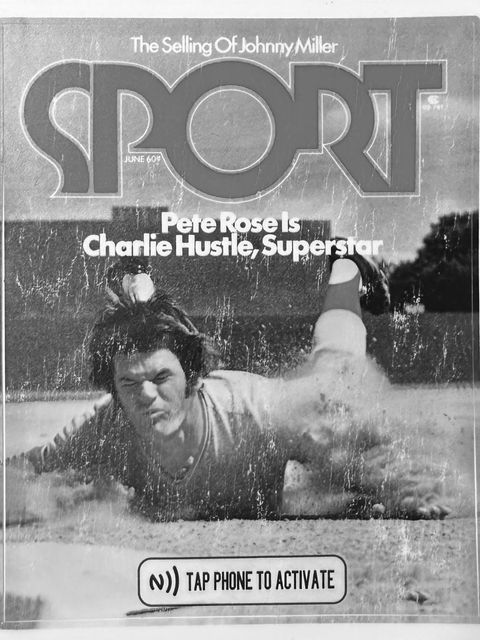 The Selling Of Johnny Miller
SPORT
JUNE 60¢
Pete Rose Is
Charlie Hustle, Superstar
TAP PHONE TO ACTIVATE